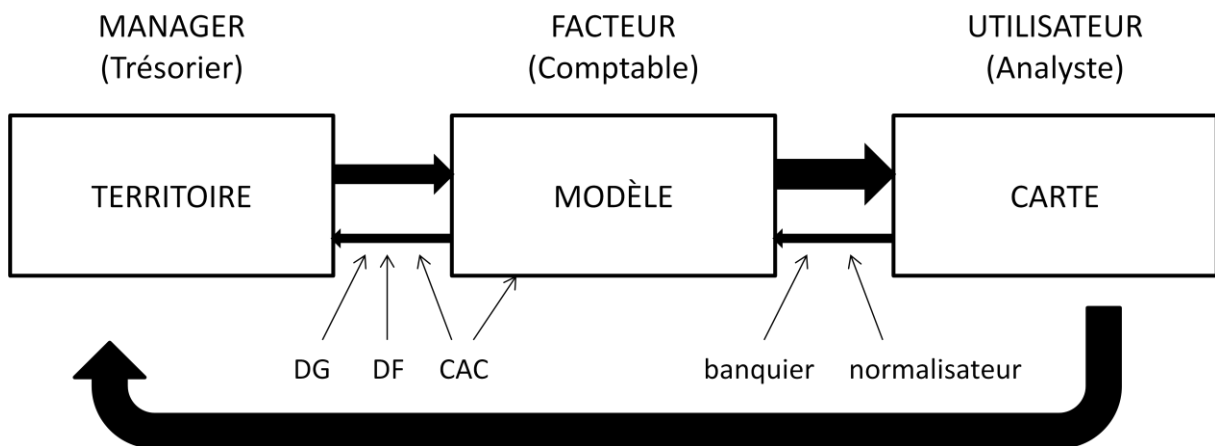 MANAGER
(Trésorier)
FACTEUR
(Comptable)
UTILISATEUR
(Analyste)
TERRITOIRE
MODÈLE
CARTE
DG
DF
CAC
banquier
normalisateur